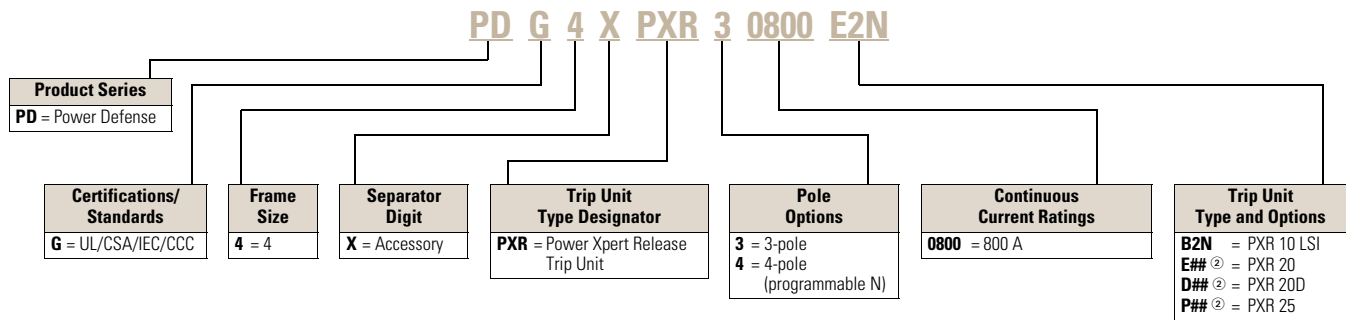 PD G 4 X PXR 3 0800 E2N
Product Series
PD = Power Defense
Certifications/
Standards
G = UL/CSA/IEC/CCC
Frame
Size
4 = 4
Separator
Digit
X = Accessory
Trip Unit
Type Designator
PXR = Power Xpert Release
Trip Unit
Pole
Options
3 = 3-pole
4 = 4-pole
(programmable N)
Continuous
Current Ratings
0800 = 800 A
Trip Unit
Type and Options
B2N = PXR 10 LSI
E## ② = PXR 20
D## ② = PXR 20D
P## ② = PXR 25